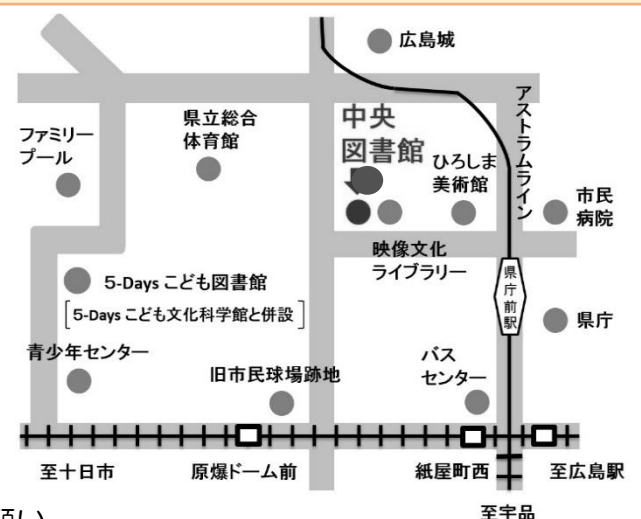 広島城
県立総合
体育館
ファミリー
プール
中央
図書館
ひろしま
美術館
アストラムライン
市民
病院
映像文化
ライブラリー
5-Days こども図書館
5-Days こども文化科学館と併設
県庁前駅
県庁
青少年センター
旧市民球場跡地
バス
センター
至十日市
原爆ドーム前
紙屋町西
至広島駅
至宇品